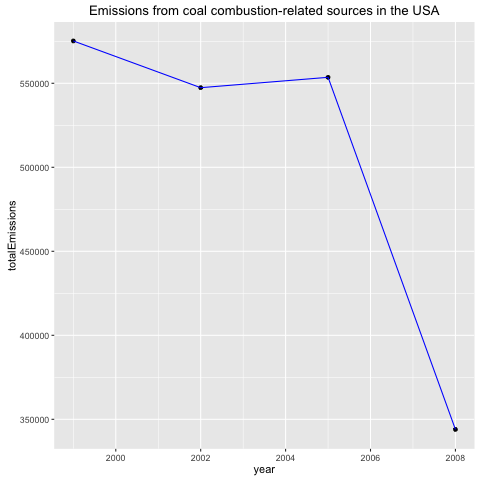 Emissions from coal combustion-related sources in the USA
550000
500000
450000
400000
350000
totalEmissions
2000 2002 2004 2006 2008
year